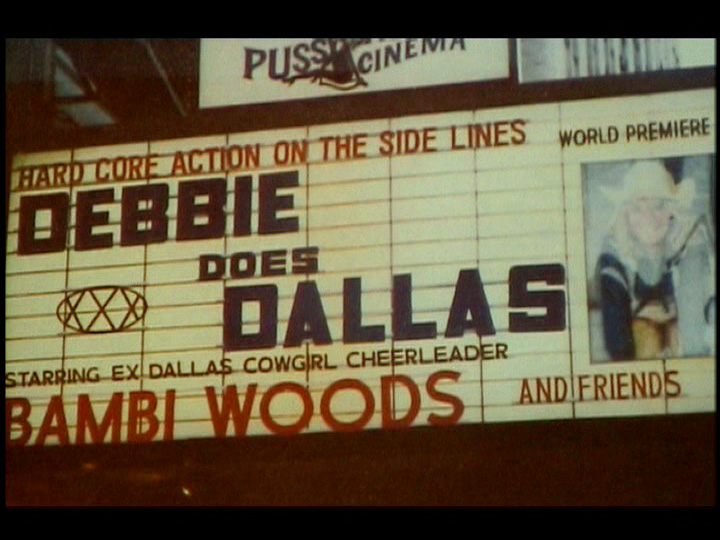 CINEMA
HARD CORE ACTION ON THE SIDE LINES
WORLD PREMIERE
DEBBIE
DOES
DALLAS
XXX
STARRING EX DALLAS COWGIRL CHEERLEADER
BAMBI WOODS
AND FRIENDS